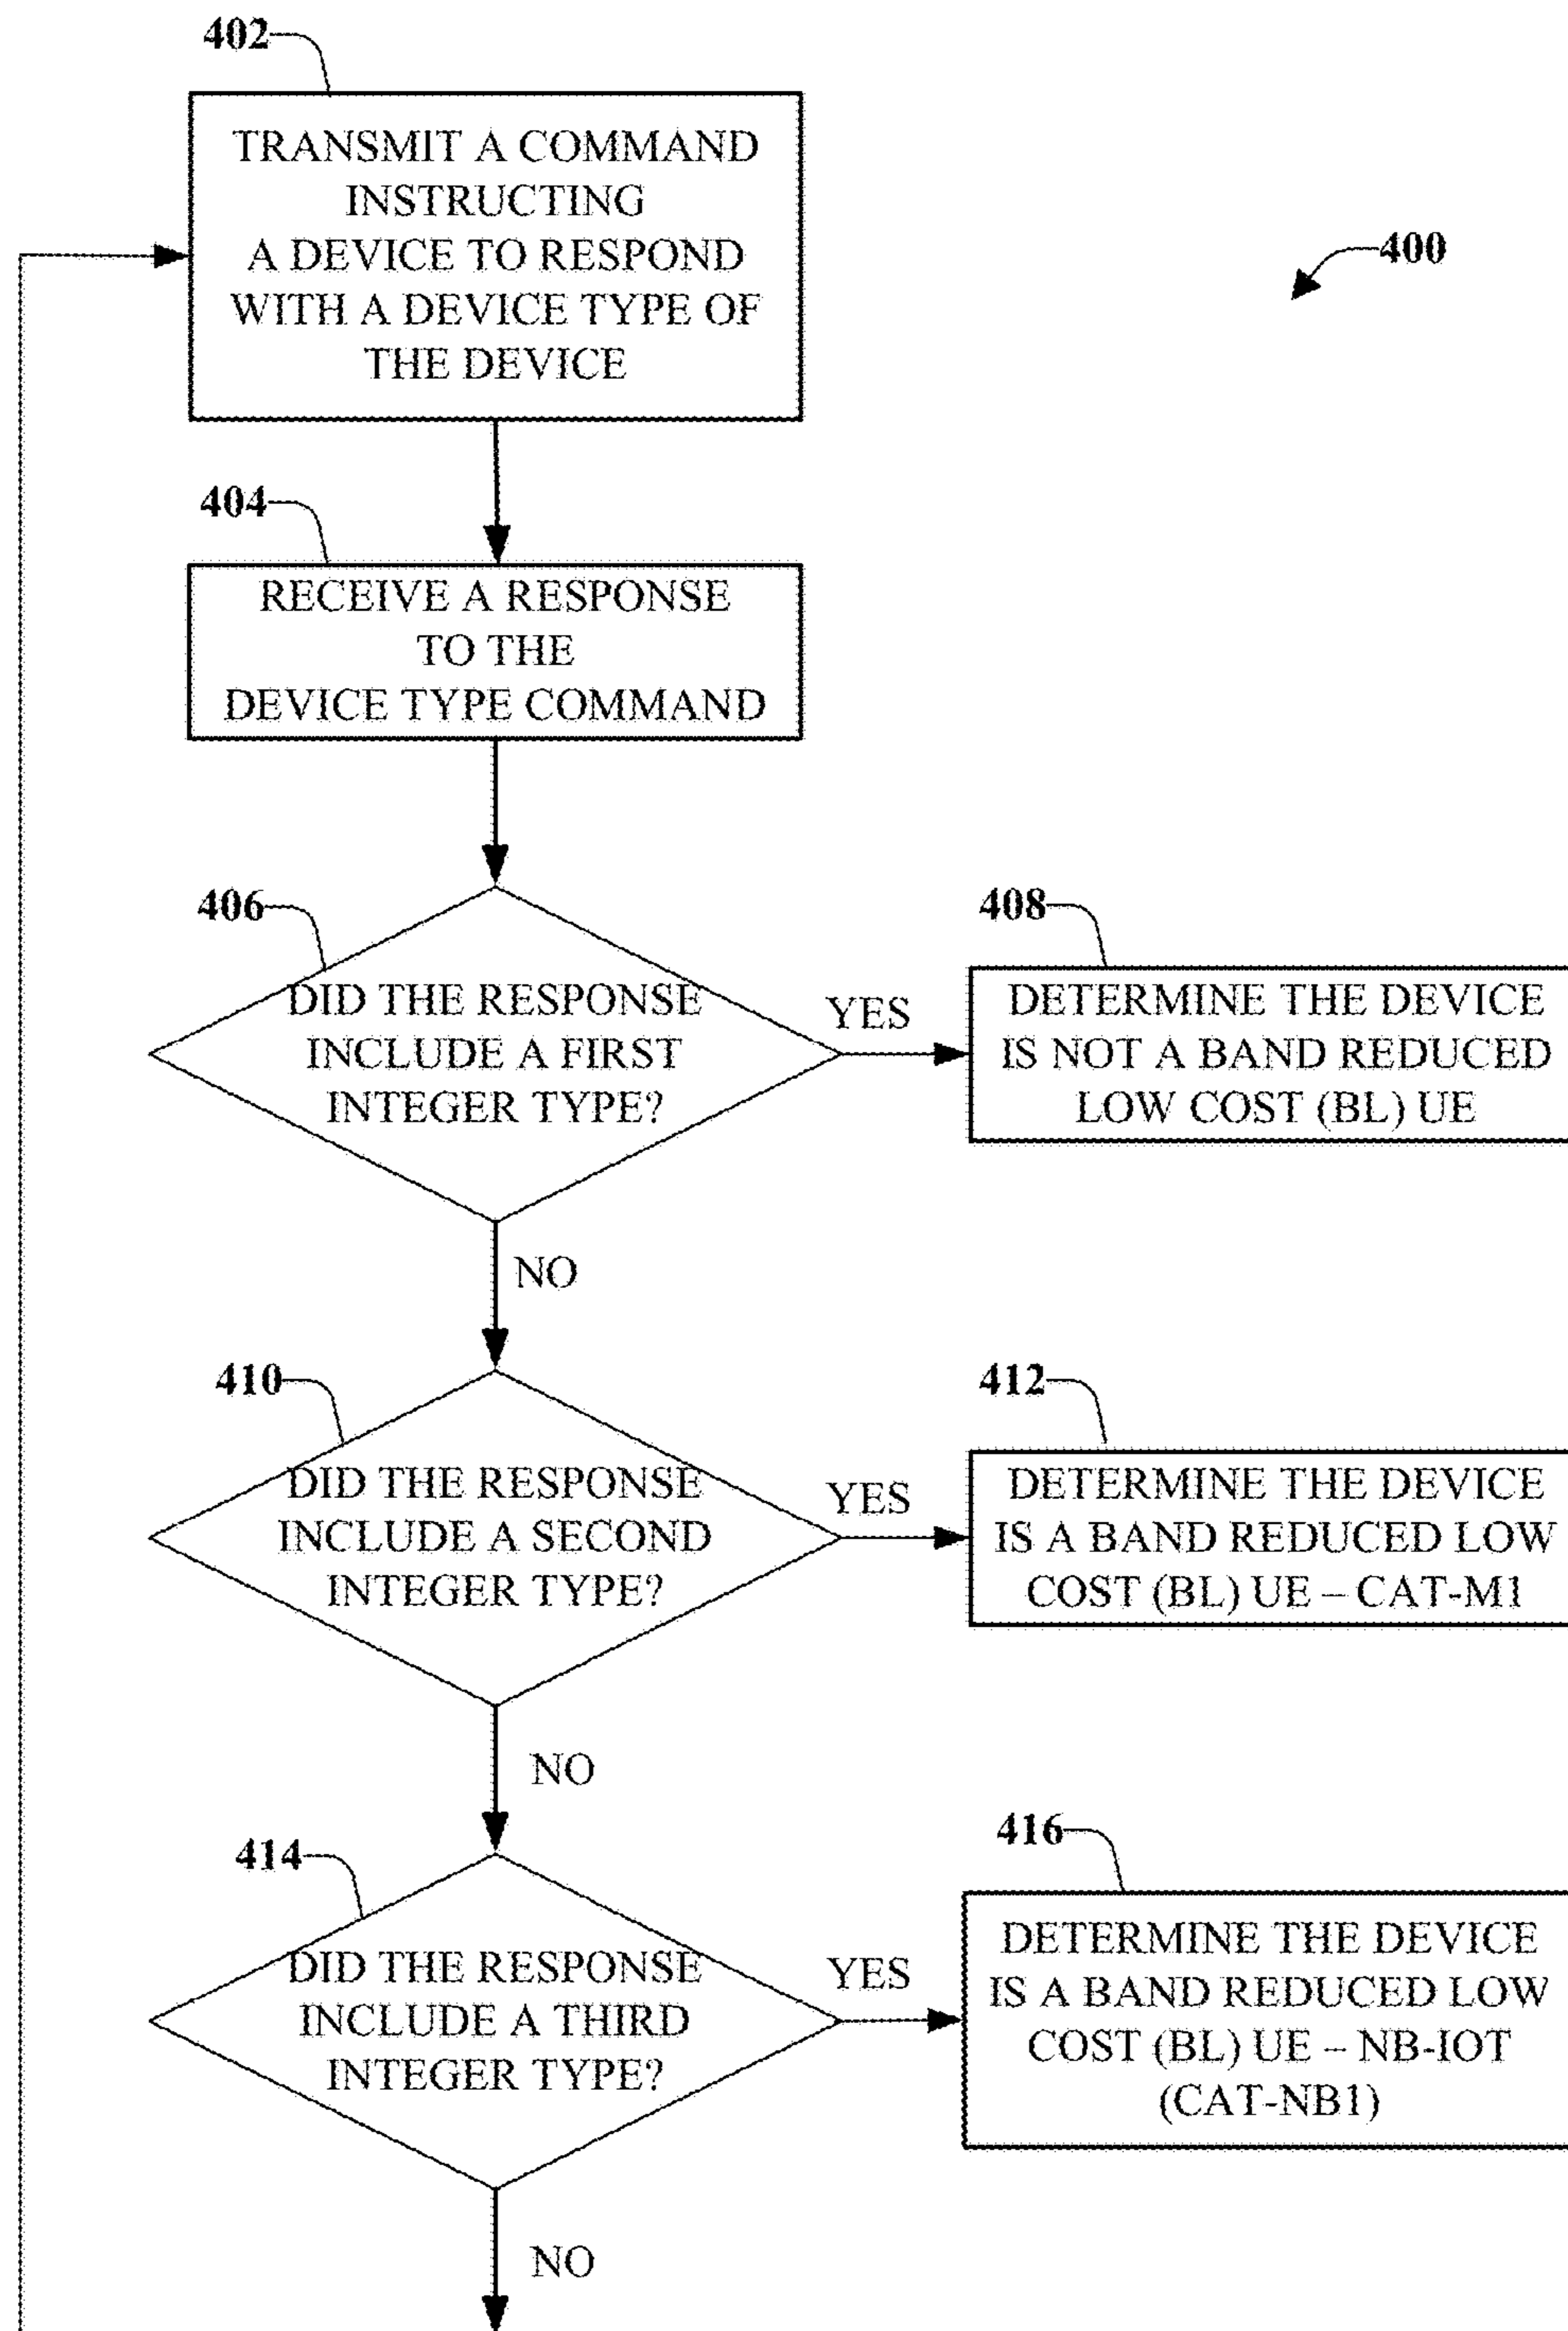 402
TRANSMIT A COMMAND
INSTRUCTING
A DEVICE TO RESPOND
WITH A DEVICE TYPE OF
THE DEVICE
400
404
RECEIVE A RESPONSE
TO THE
DEVICE TYPE COMMAND
406
DID THE RESPONSE
INCLUDE A FIRST
INTEGER TYPE?
YES
408
DETERMINE THE DEVICE
IS NOT A BAND REDUCED
LOW COST (BL) UE
NO
410
DID THE RESPONSE
INCLUDE A SECOND
INTEGER TYPE?
YES
412
DETERMINE THE DEVICE
IS A BAND REDUCED LOW
COST (BL) UE – CAT-M1
NO
414
DID THE RESPONSE
INCLUDE A THIRD
INTEGER TYPE?
YES
416
DETERMINE THE DEVICE
IS A BAND REDUCED LOW
COST (BL) UE – NB-IOT
(CAT-NB1)
NO